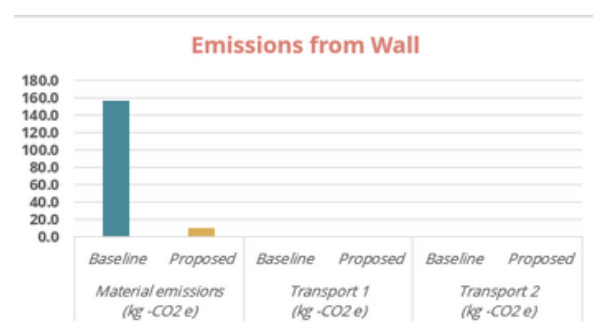 Emissions from Wall
180.0
160.0
140.0
120.0
100.0
80.0
60.0
40.0
20.0
0.0
Baseline Proposed Baseline Proposed Baseline Proposed
Material emissions Transport 1 Transport 2
(kg -CO2 e) (kg -CO2 e) (kg -CO2 e)